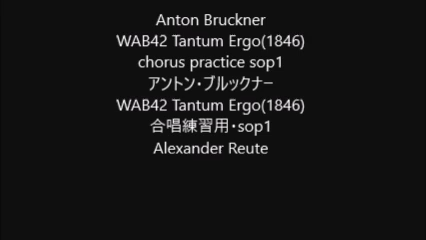 Anton Bruckner
WAB42 Tantum Ergo(1846)
chorus practice sop1
アントン・ブルックナー
WAB42 Tantum Ergo(1846)
合唱練習用・sop1
Alexander Reute